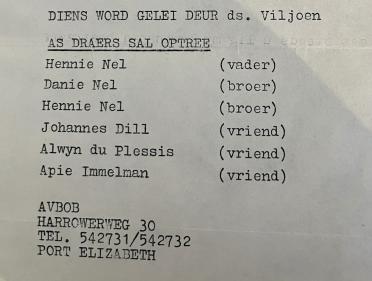 DIENS WORD GELEI DEUR ds. Viljoen
AS DRAERS SAL OPTREE
Hennie Nel (vader)
Danie Nel (broer)
Hennie Nel (broer)
Johannes Dill (vriend)
Alwyn du Plessis (vriend)
Apie Immelman (vriend)
AVBOB
HARROWERWEG 30
TEL. 542731/542732
PORT ELIZABETH